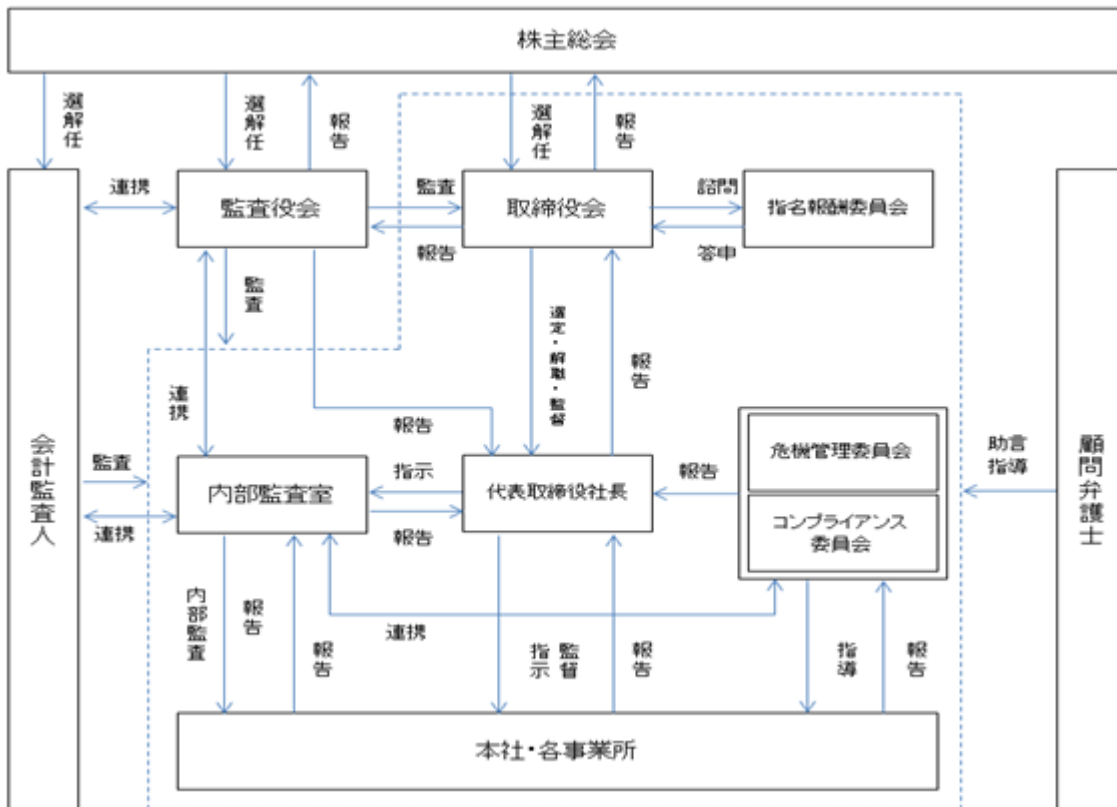 株主総会
選解任
選解任
報告
選解任
報告
連携
監査役会
監査
報告
取締役会
諮問
答申
指名報酬委員会
監査
選定・解職・監督
報告
連携
報告
会計監査人
監査
連携
内部監査室
指示
報告
代表取締役社長
報告
危機管理委員会
コンプライアンス
委員会
助言
指導
顧問弁護士
内部監査
報告
報告
連携
指示
監督
報告
指導
報告
本社・各事業所